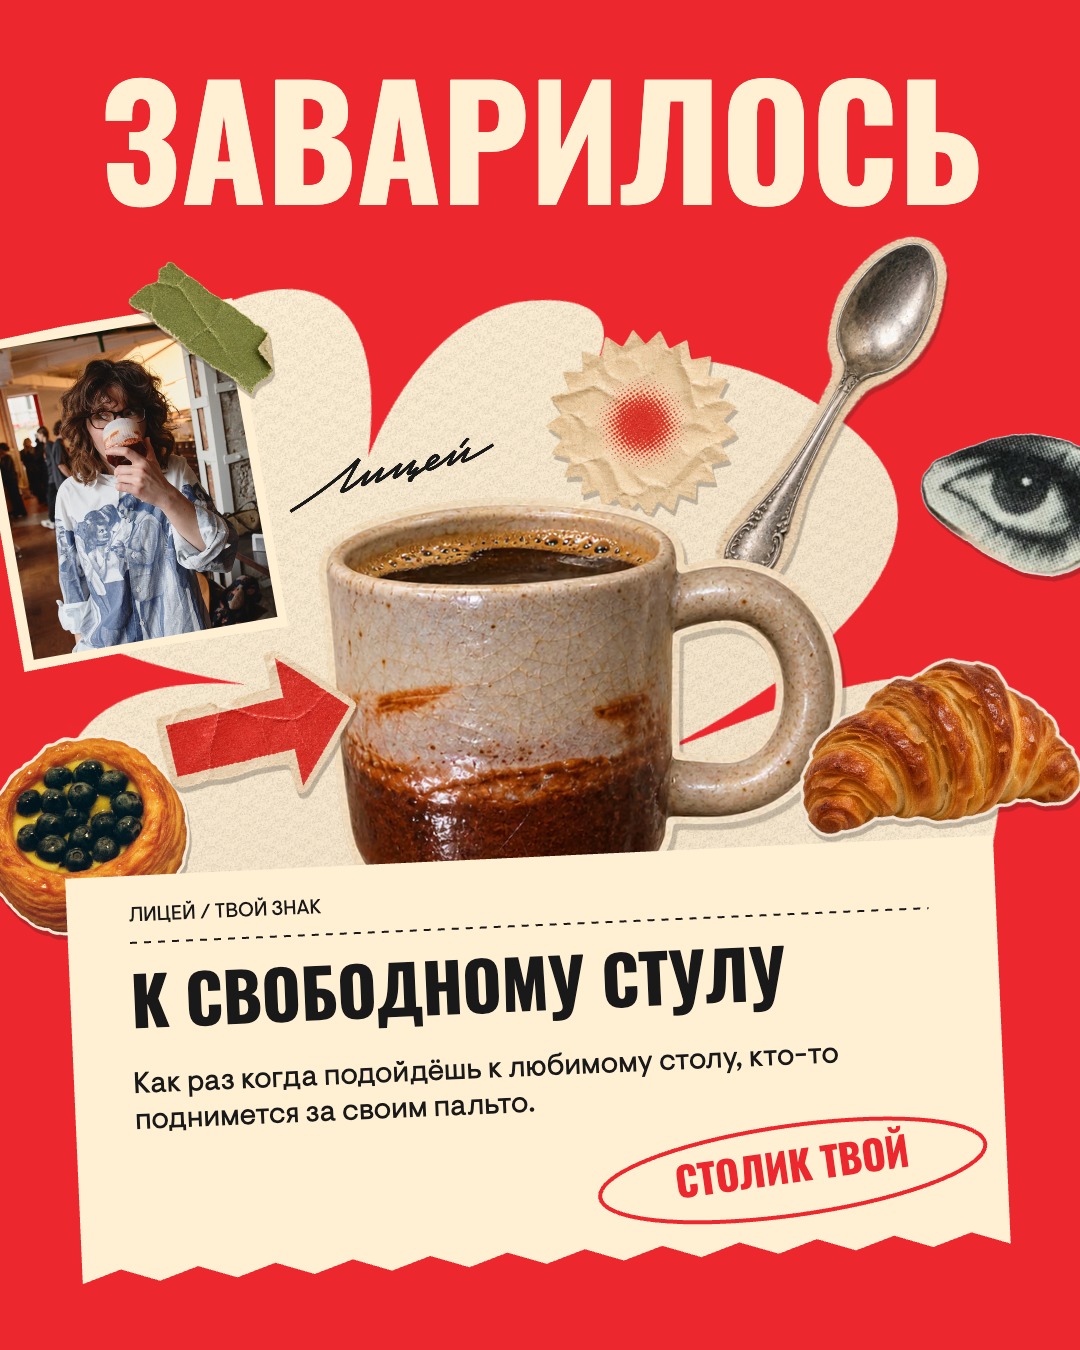 ЗАВАРИЛОСЬ
Лицей
ЛИЦЕЙ / ТВОЙ ЗНАК
К СВОБОДНОМУ СТУЛУ
Как раз когда подойдёшь к любимому столу, кто-то
поднимется за своим пальто.
СТОЛИК ТВОЙ